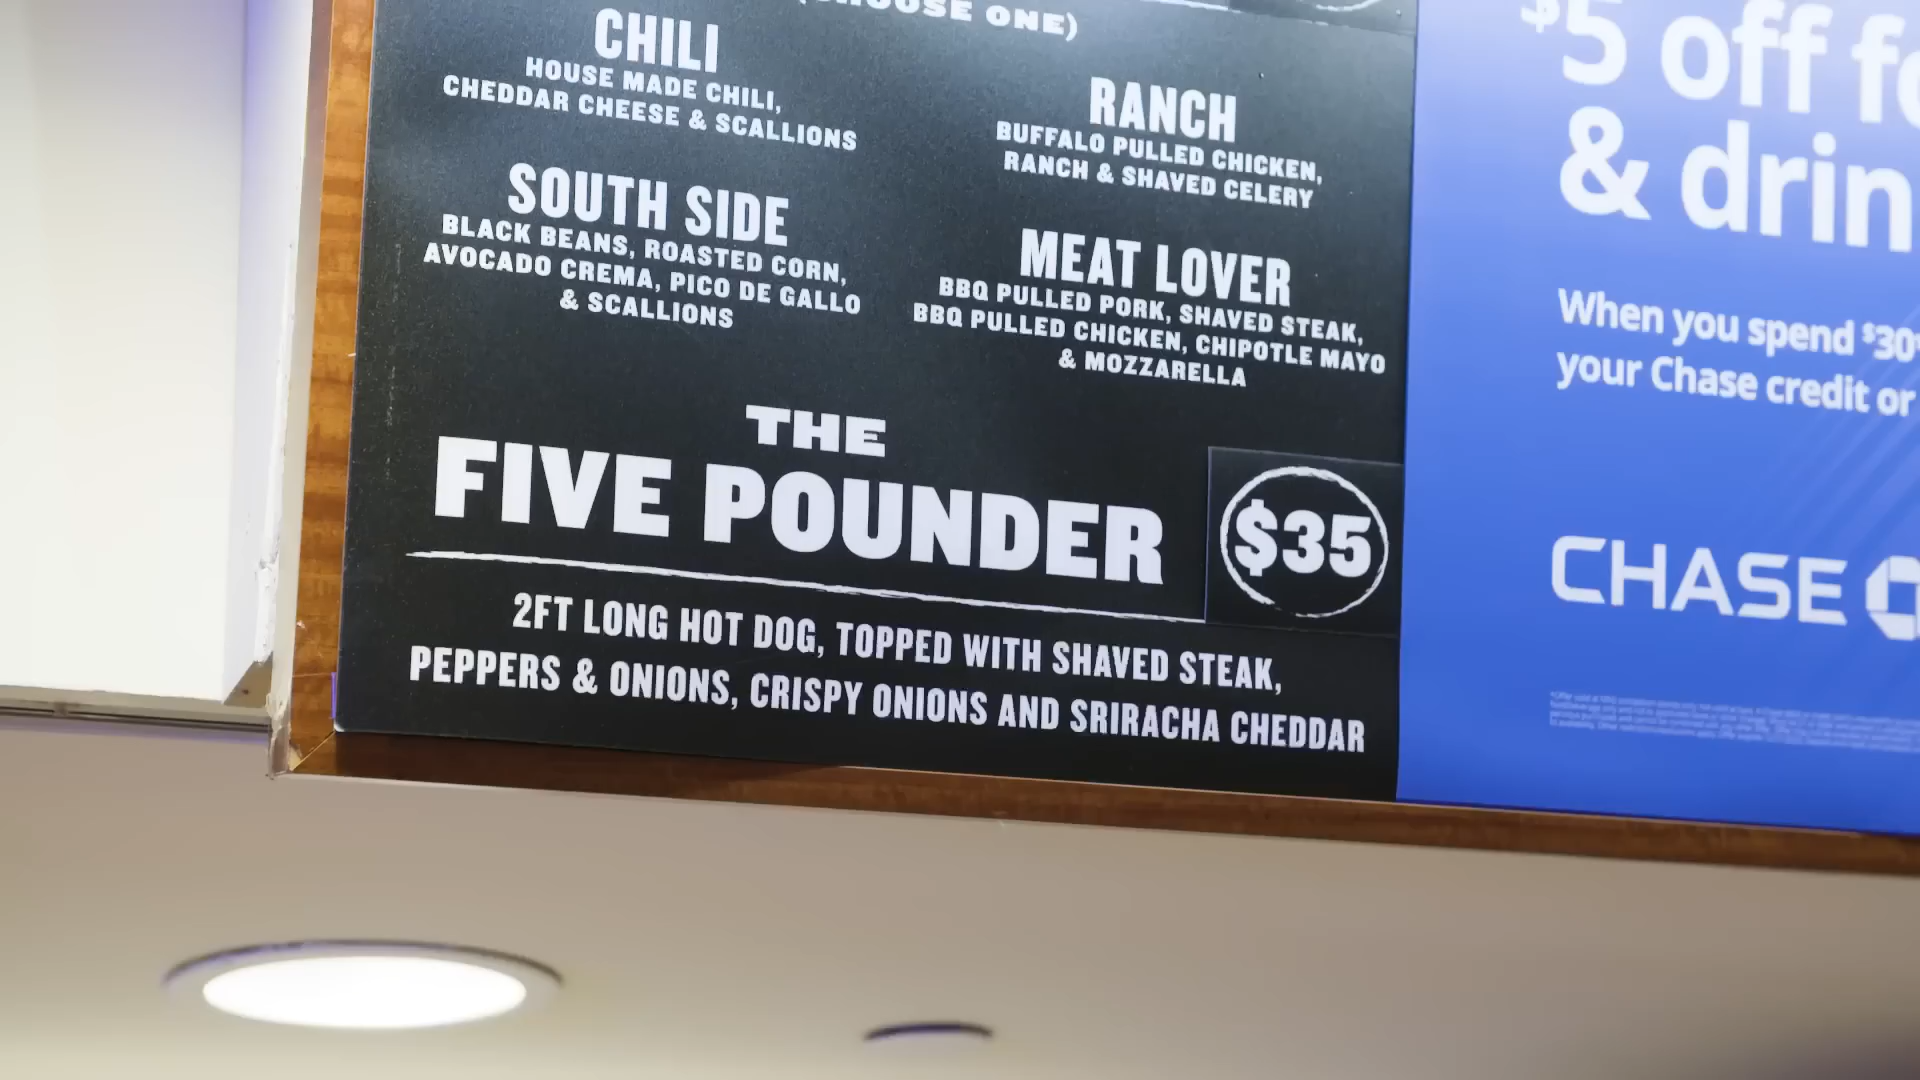 ONE)
CHILI
HOUSE MADE CHILI,
CHEDDAR CHEESE & SCALLIONS
SOUTH SIDE
BLACK BEANS, ROASTED CORN,
AVOCADO CREMA, PICO DE GALLO
& SCALLIONS
RANCH
BUFFALO PULLED CHICKEN,
RANCH & SHAVED CELERY
MEAT LOVER
BBQ PULLED PORK, SHAVED STEAK,
BBQ PULLED CHICKEN, CHIPOTLE MAYO
& MOZZARELLA
THE
FIVE POUNDER
$35
2FT LONG HOT DOG, TOPPED WITH SHAVED STEAK,
PEPPERS & ONIONS, CRISPY ONIONS AND SRIRACHA CHEDDAR
$5 off
&
When you spend $30
your Chase credit or
CHASE